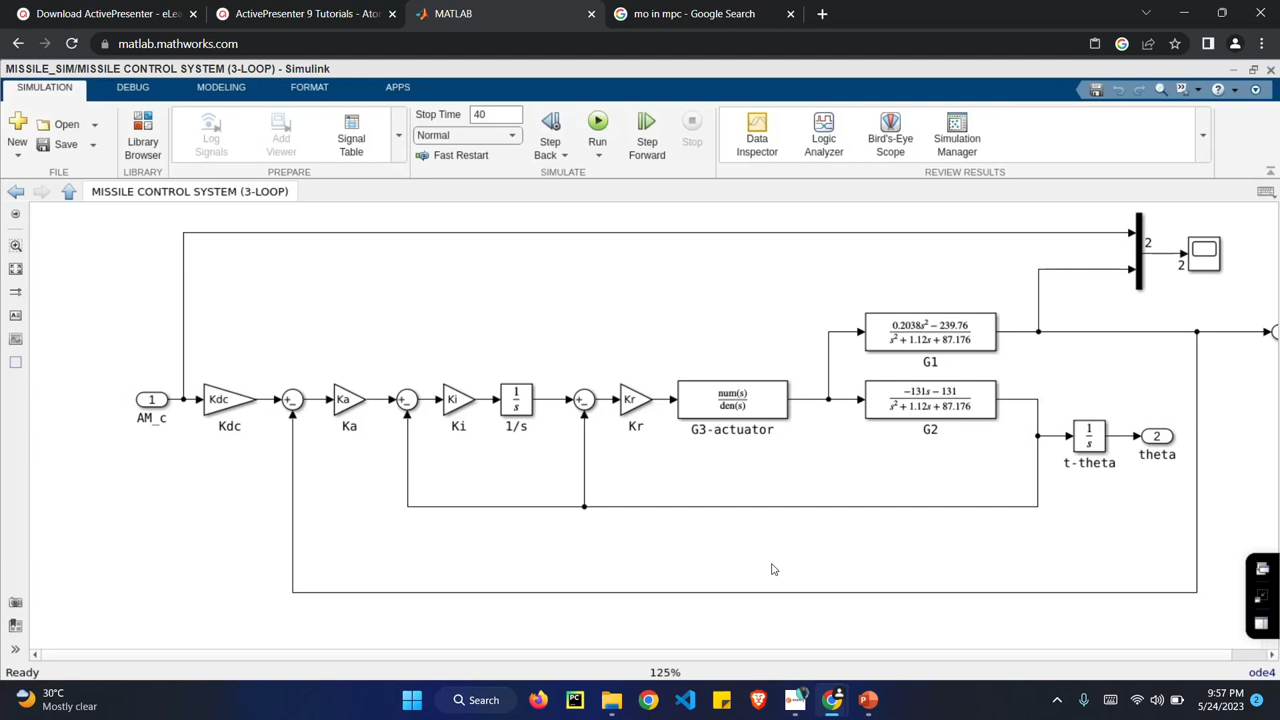 Download ActivePresenter - eLea
ActivePresenter 9 Tutorials - Ator
MATLAB
mo in mpc - Google Search
matlab.mathworks.com
MISSILE_SIM/MISSILE CONTROL SYSTEM (3-LOOP) - Simulink
SIMULATION
DEBUG
MODELING
FORMAT
APPS
New
Open
Save
FILE
Library
Browser
LIBRARY
Log
Signals
Add
Viewer
Signal
Table
PREPARE
Stop Time 40
Normal
Fast Restart
Step
Back
Run
Step
Forward
Stop
SIMULATE
Data
Inspector
Logic
Analyzer
Bird's-Eye
Scope
Simulation
Manager
REVIEW RESULTS
MISSILE CONTROL SYSTEM (3-LOOP)
2
2
0.2038s² − 239.76
s² + 1.12s + 87.176
G1
1
AM_c
Kdc
Kdc
+_
Ka
Ka
+_
Ki
Ki
1
s
1/s
+_
Kr
Kr
num(s)
den(s)
G3-actuator
−131s − 131
s² + 1.12s + 87.176
G2
1
s
t-theta
2
theta
Ready
125%
ode4
30°C
Mostly clear
Search
PC
9:57 PM
5/24/2023